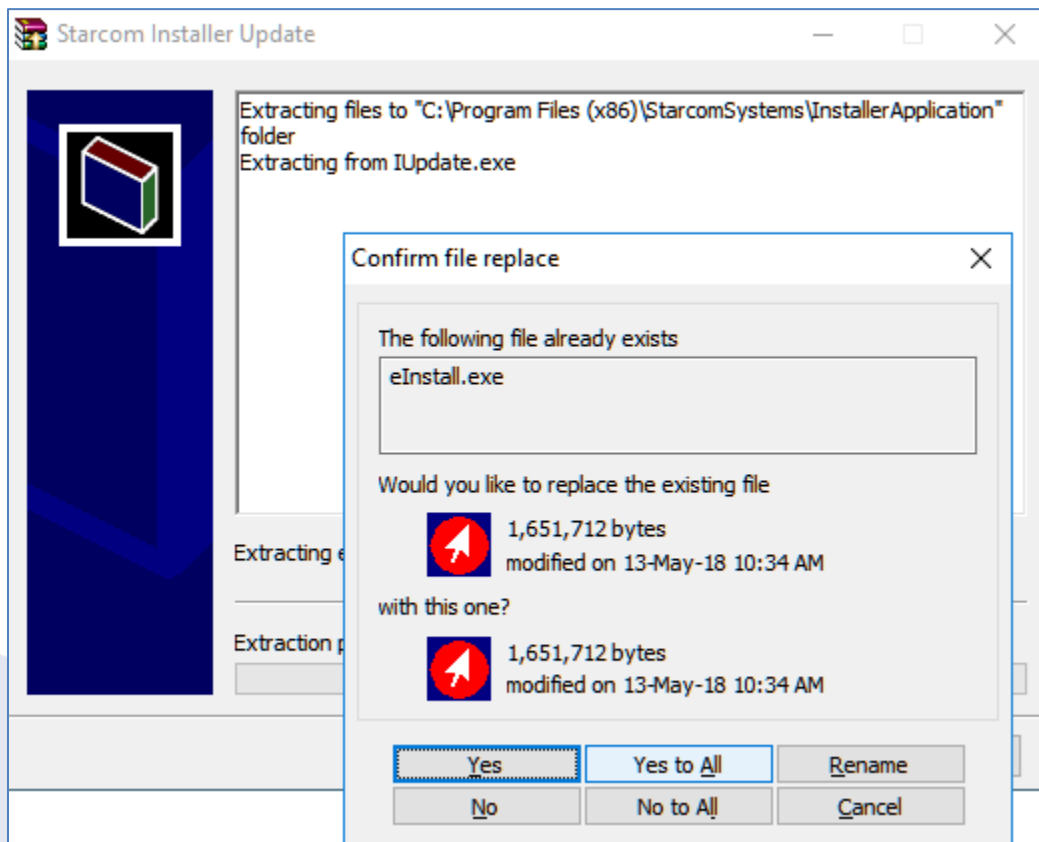 Starcom Installer Update
Extracting files to "C:\Program Files (x86)\StarcomSystems\InstallerApplication"
folder
Extracting from IUpdate.exe
Confirm file replace
The following file already exists
eInstall.exe
Would you like to replace the existing file
1,651,712 bytes
modified on 13-May-18 10:34 AM
Extracting
with this one?
Extraction
1,651,712 bytes
modified on 13-May-18 10:34 AM
Yes
Yes to All
Rename
No
No to All
Cancel